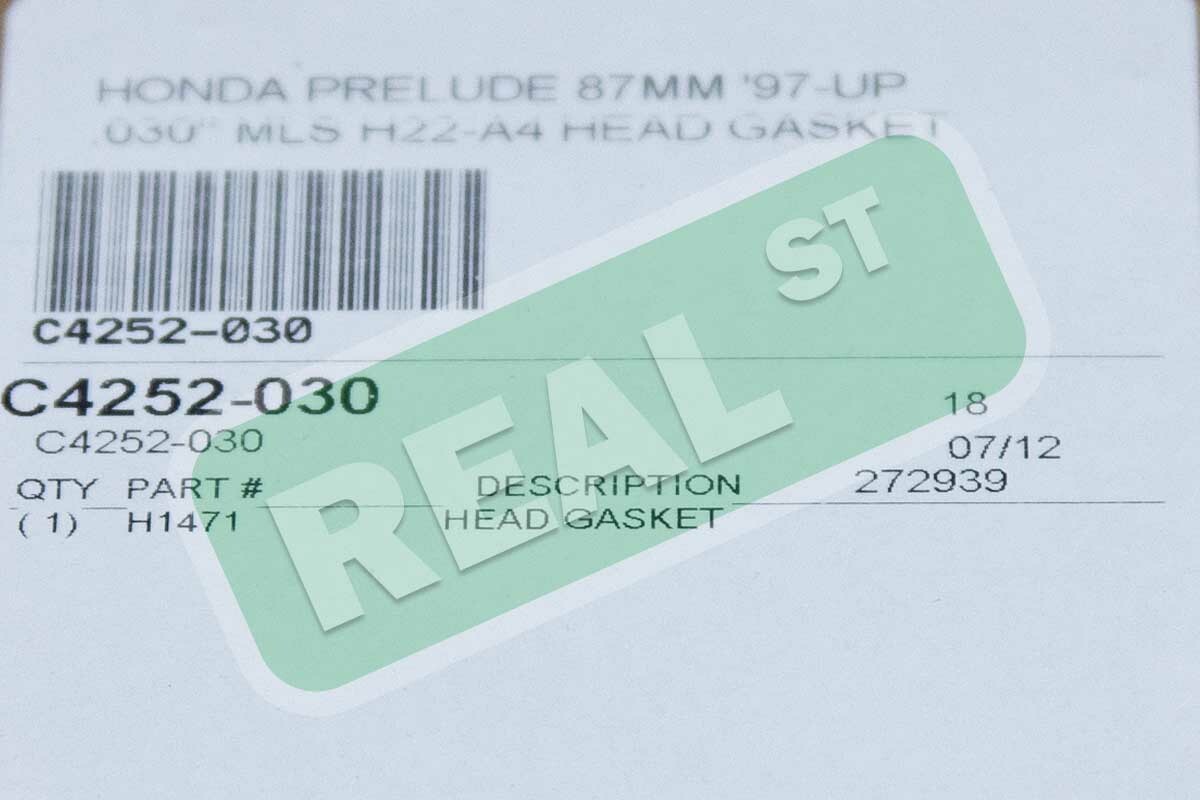 HONDA PRELUDE 87MM '97-UP
.030" MLS H22-A4 HEAD GASKET
C4252-030
C4252-030
C4252-030
18
07/12
QTY PART # DESCRIPTION 272939
( 1) H1471 HEAD GASKET
REAL ST